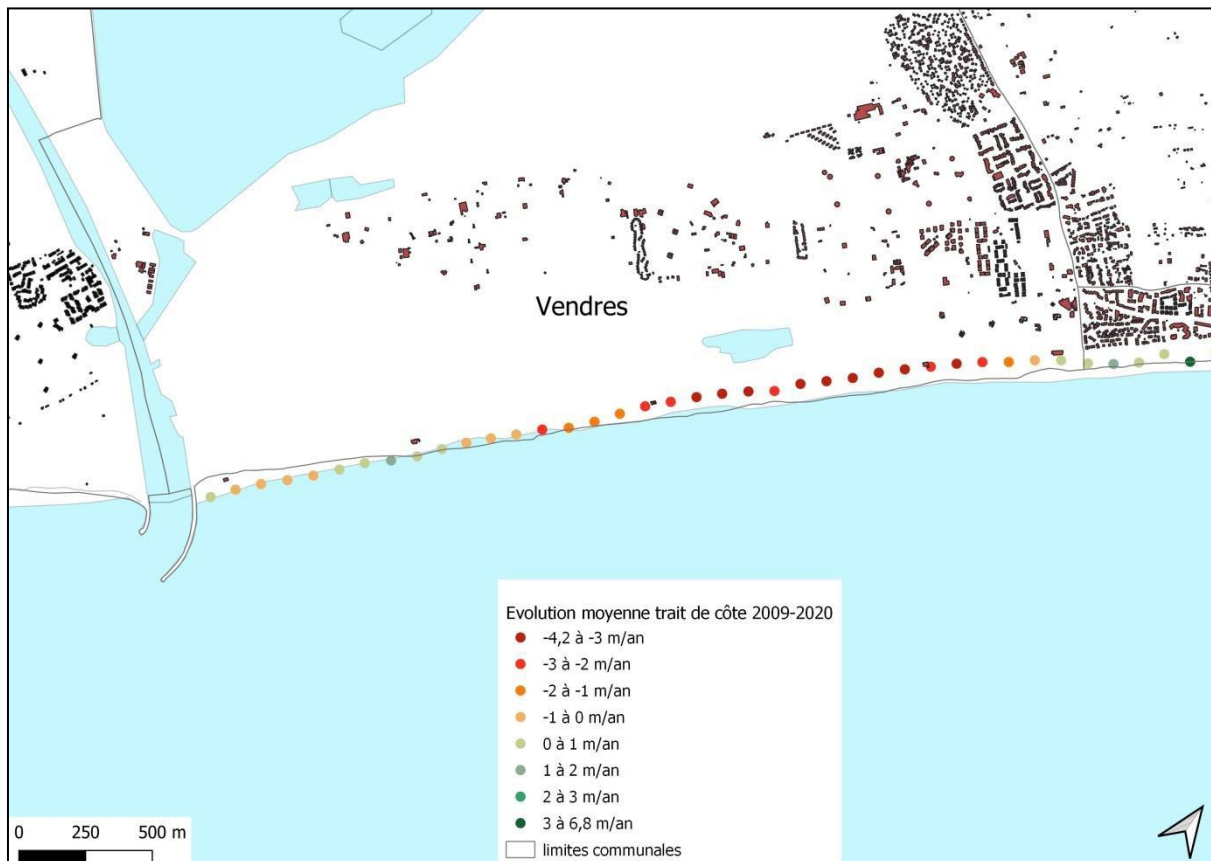 Vendres
Evolution moyenne trait de côte 2009-2020
-4,2 à -3 m/an
-3 à -2 m/an
-2 à -1 m/an
-1 à 0 m/an
0 à 1 m/an
1 à 2 m/an
2 à 3 m/an
3 à 6,8 m/an
limites communales
0 250 500 m